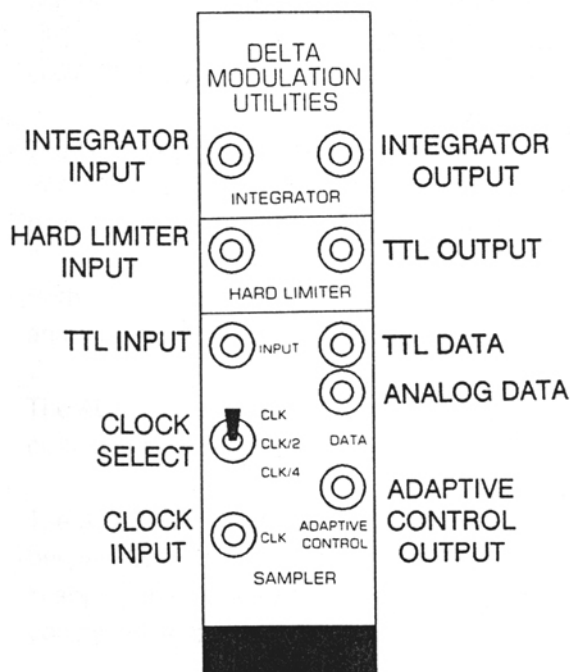 DELTA
MODULATION
UTILITIES
INTEGRATOR
INPUT
INTEGRATOR
OUTPUT
INTEGRATOR
HARD LIMITER
INPUT
TTL OUTPUT
HARD LIMITER
TTL INPUT
INPUT
TTL DATA
ANALOG DATA
CLOCK
SELECT
CLK
CLK/2
CLK/4
DATA
ADAPTIVE
CONTROL
OUTPUT
CLOCK
INPUT
CLK
ADAPTIVE
CONTROL
SAMPLER